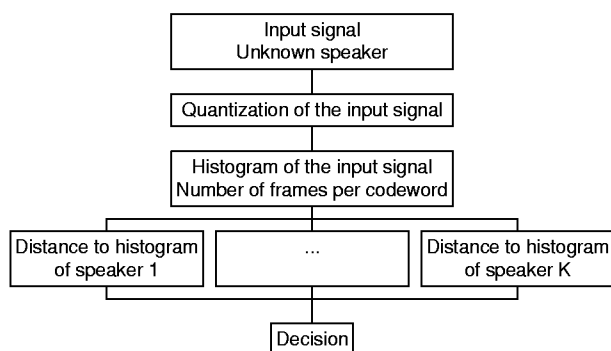 Input signal
Unknown speaker
Quantization of the input signal
Histogram of the input signal
Number of frames per codeword
Distance to histogram
of speaker 1
...
Distance to histogram
of speaker K
Decision